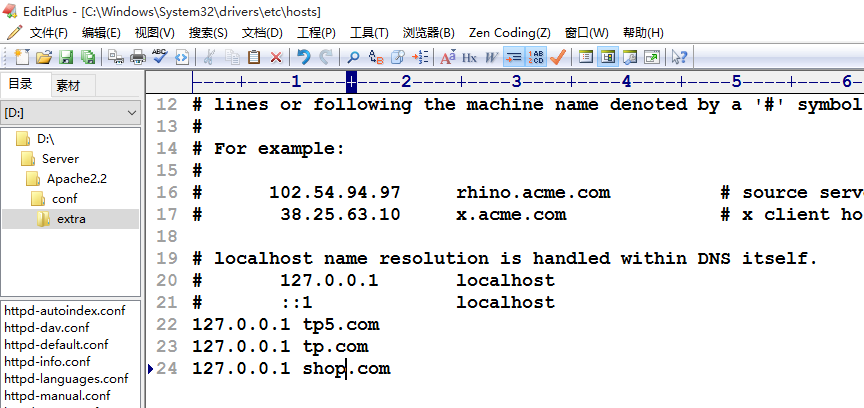 EditPlus - [C:\Windows\System32\drivers\etc\hosts]
文件(F) 编辑(E) 视图(V) 搜索(S) 文档(D) 工程(P) 工具(T) 浏览器(B) Zen Coding(Z) 窗口(W) 帮助(H)
目录 素材
[D:]
D:\
Server
Apache2.2
conf
extra
httpd-autoindex.conf
httpd-dav.conf
httpd-default.conf
httpd-info.conf
httpd-languages.conf
httpd-manual.conf
----+----1----+----2----+----3----+----4----+----5----+----6
12 # lines or following the machine name denoted by a '#' symbol
13 #
14 # For example:
15 #
16 # 102.54.94.97 rhino.acme.com # source serv
17 # 38.25.63.10 x.acme.com # x client ho
18
19 # localhost name resolution is handled within DNS itself.
20 # 127.0.0.1 localhost
21 # ::1 localhost
22 127.0.0.1 tp5.com
23 127.0.0.1 tp.com
24 127.0.0.1 shop.com